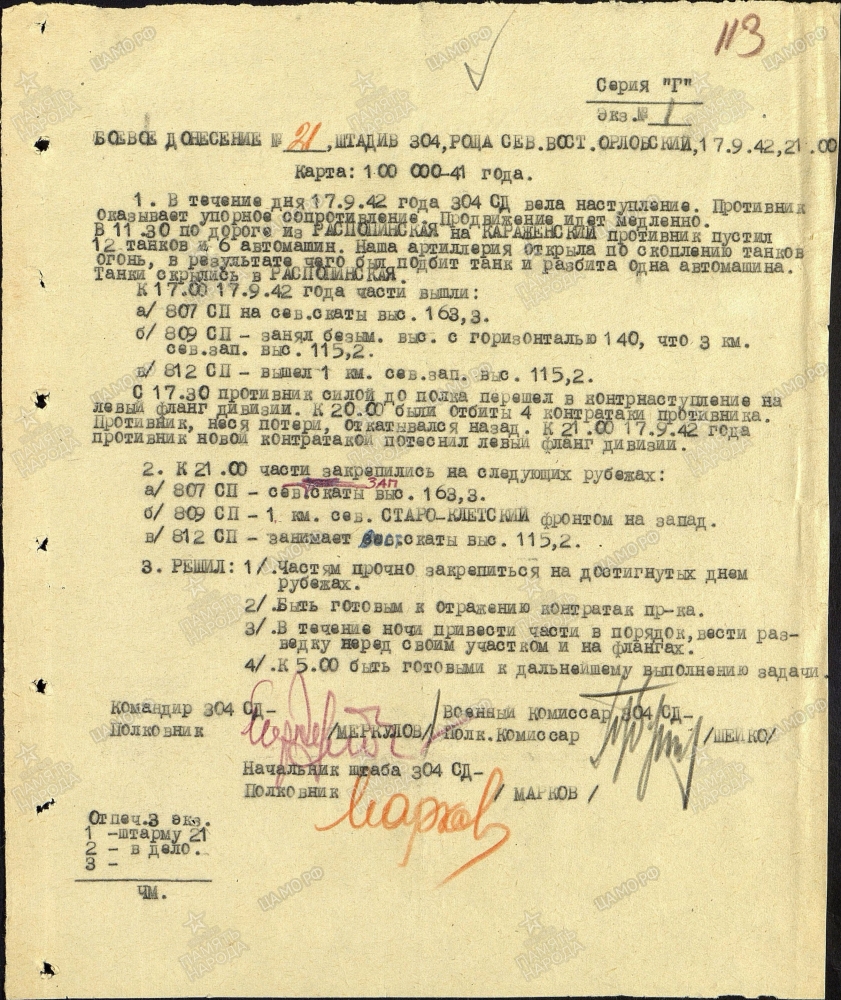 113
Серия "Г"
Экз.№ 1
БОЕВОЕ ДОНЕСЕНИЕ № 21, ШТАДИВ 304, РОЩА СЕВ.ВОСТ.ОРЛОВСКИЙ, 17.9.42, 21.00
Карта: 100 000-41 года.
1. В течение дня 17.9.42 года 304 СД вела наступление. Противник
оказывает упорное сопротивление. Продвижение идет медленно.
В 11.30 по дороге из РАСПОПИНСКАЯ на КАРАЖЕНСКИЙ противник пустил
12 танков и 6 автомашин. Наша артиллерия открыла по скоплению танков
огонь, в результате чего был подбит танк и разбита одна автомашина.
Танки скрылись в РАСПОПИНСКАЯ.
К 17.00 17.9.42 года части вышли:
а/ 807 СП на сев.скаты выс. 163,3.
б/ 809 СП - занял безым. выс. с горизонталью 140, что 3 км.
сев.зап. выс. 115,2.
в/ 812 СП - вышел 1 км. сев.зап. выс. 115,2.
С 17.30 противник силой до полка перешел в контрнаступление на
левый фланг дивизии. К 20.00 были отбиты 4 контратаки противника.
Противник, неся потери, откатывался назад. К 21.00 17.9.42 года
противник новой контратакой потеснил левый фланг дивизии.
2. К 21.00 части закрепились на следующих рубежах:
зап
а/ 807 СП - сев.скаты выс. 163,3.
б/ 809 СП - 1 км. сев. СТАРО-КЛЕТСКИЙ фронтом на запад.
в/ 812 СП - занимает вост.скаты выс. 115,2.
3. РЕШИЛ: 1/.Частям прочно закрепиться на достигнутых днем
рубежах.
2/.Быть готовым к отражению контратак пр-ка.
3/.В течение ночи привести части в порядок, вести раз-
ведку перед своим участком и на флангах.
4/.К 5.00 быть готовыми к дальнейшему выполнению задачи.
Командир 304 СД- Военный Комиссар 304 СД-
Полковник /МЕРКУЛОВ/ Полк.Комиссар /ШЕЙКО/
Начальник штаба 304 СД-
Полковник Марков / МАРКОВ /
Отпеч.3 экз.
1 -штарму 21
2 - в дело.
3 -
ЧМ.
ПАМЯТЬ НАРОДА
ЦАМО РФ